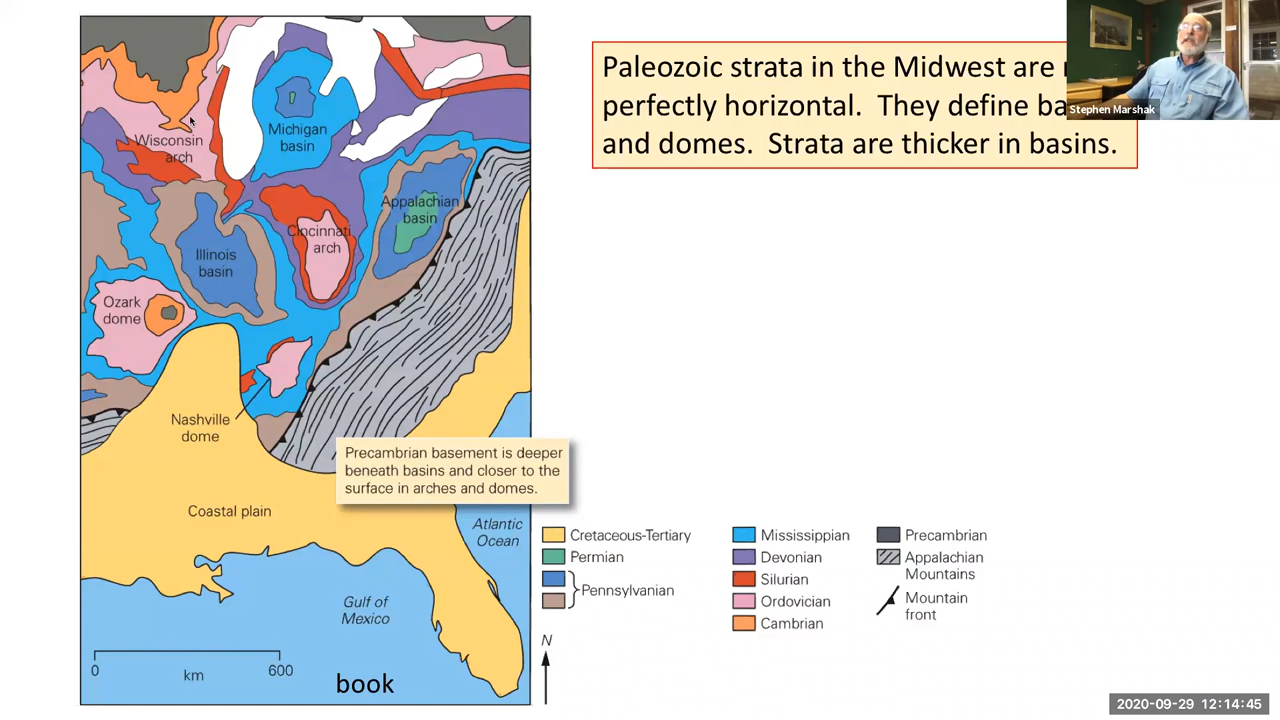 Paleozoic strata in the Midwest are
perfectly horizontal. They define
and domes. Strata are thicker in basins.
Stephen Marshak
Wisconsin
arch
Michigan
basin
Appalachian
basin
Cincinnati
arch
Illinois
basin
Ozark
dome
Nashville
dome
Precambrian basement is deeper
beneath basins and closer to the
surface in arches and domes.
Coastal plain
Atlantic
Ocean
Gulf of
Mexico
0 km 600
book
N
Cretaceous-Tertiary
Permian
Pennsylvanian
Mississippian
Devonian
Silurian
Ordovician
Cambrian
Precambrian
Appalachian
Mountains
Mountain
front
2020-09-29 12:14:45